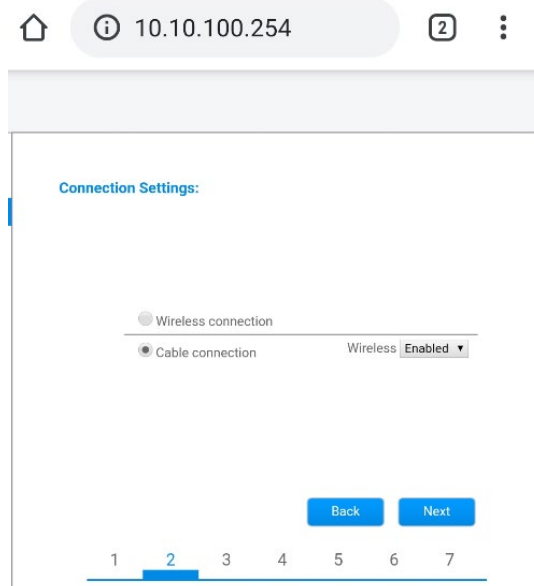 10.10.100.254
2
Connection Settings:
Wireless connection
Cable connection Wireless Enabled
Back Next
1 2 3 4 5 6 7